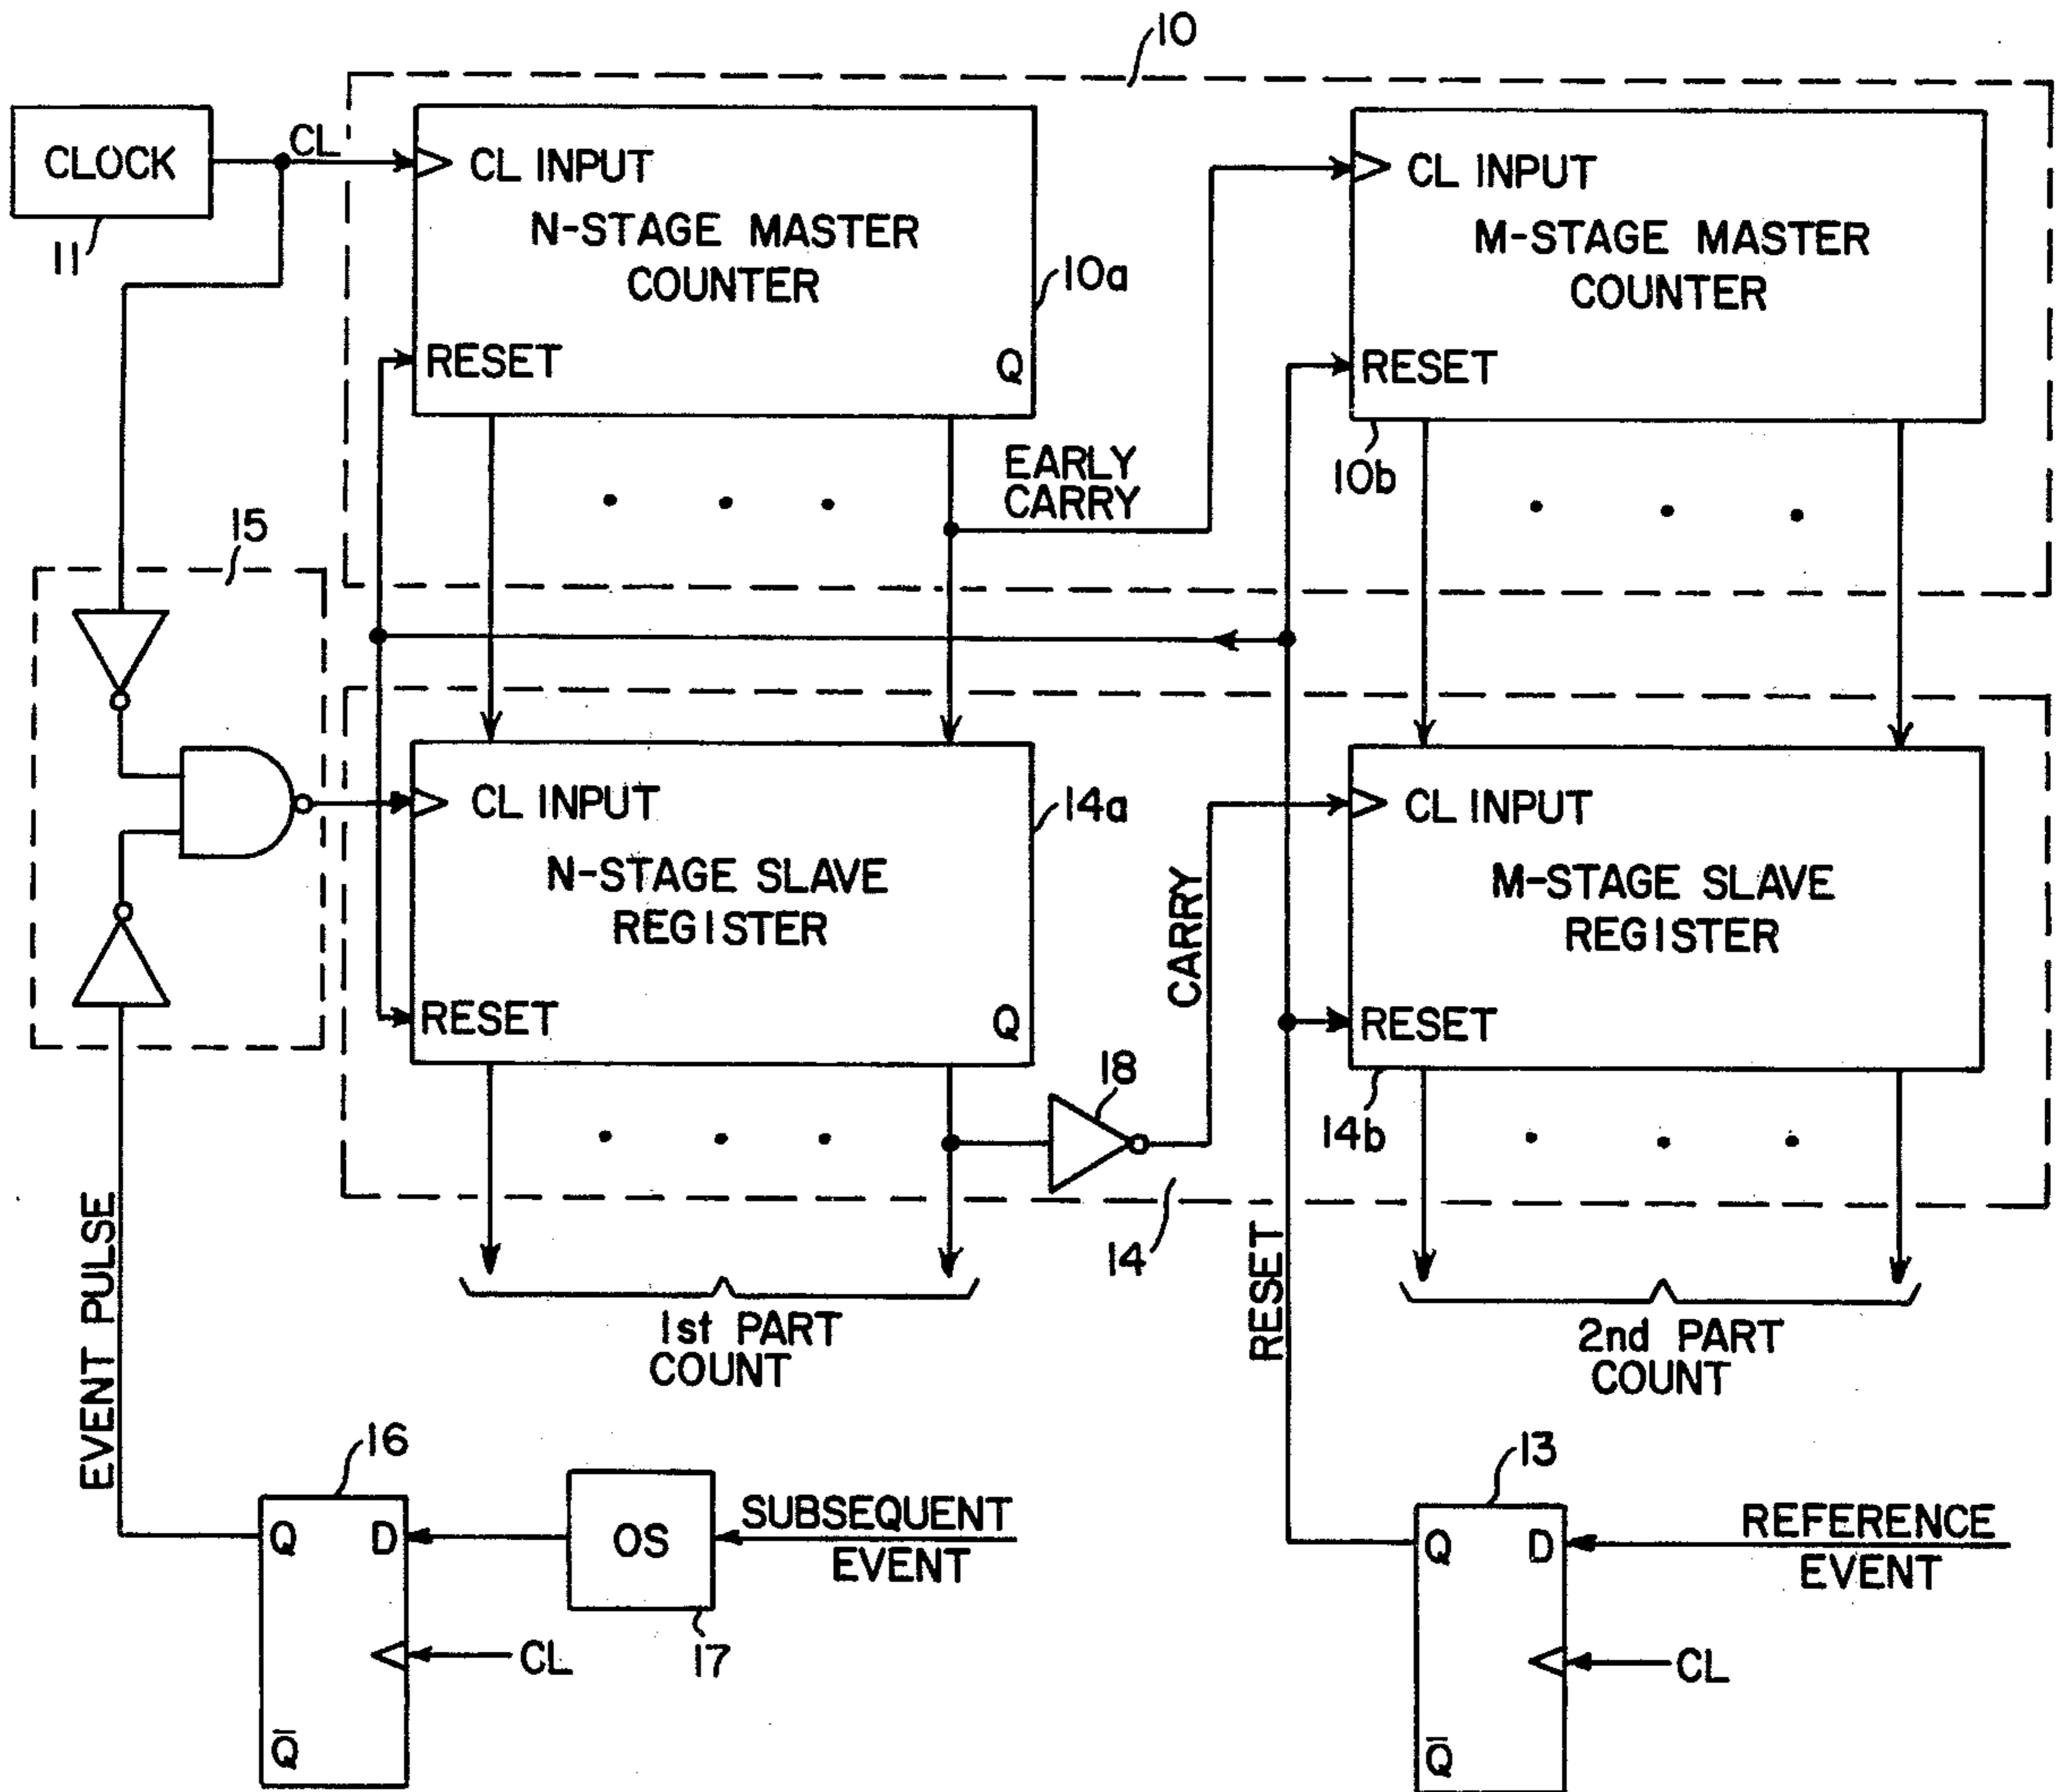 10
CLOCK
11
CL
CL INPUT
N-STAGE MASTER
COUNTER
RESET
Q
10a
CL INPUT
M-STAGE MASTER
COUNTER
RESET
10b
EARLY
CARRY
15
CL INPUT
N-STAGE SLAVE
REGISTER
RESET
Q
14a
CARRY
CL INPUT
M-STAGE SLAVE
REGISTER
RESET
14b
18
14
EVENT PULSE
RESET
1st PART
COUNT
2nd PART
COUNT
16
Q
D
Q̅
CL
OS
17
SUBSEQUENT
EVENT
13
Q
D
Q̅
CL
REFERENCE
EVENT